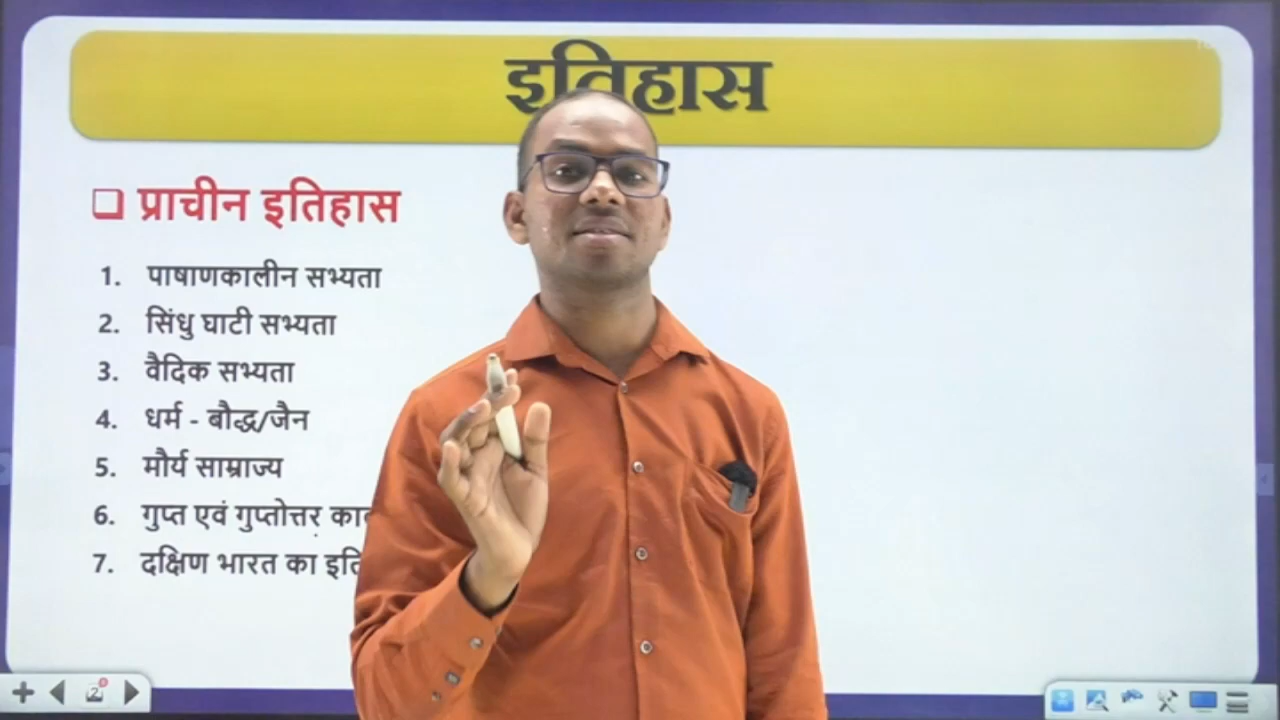 इतिहास
❑ प्राचीन इतिहास
1. पाषाणकालीन सभ्यता
2. सिंधु घाटी सभ्यता
3. वैदिक सभ्यता
4. धर्म - बौद्ध/जैन
5. मौर्य साम्राज्य
6. गुप्त एवं गुप्तोत्तर
7. दक्षिण भारत का
2